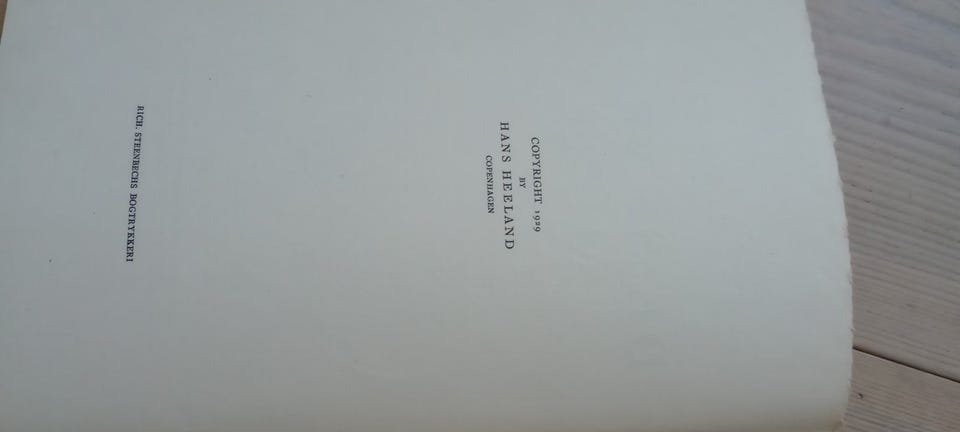 COPYRIGHT 1929
BY
HANS HEELAND
COPENHAGEN
RICH. STEENBECHS BOGTRYKKERI